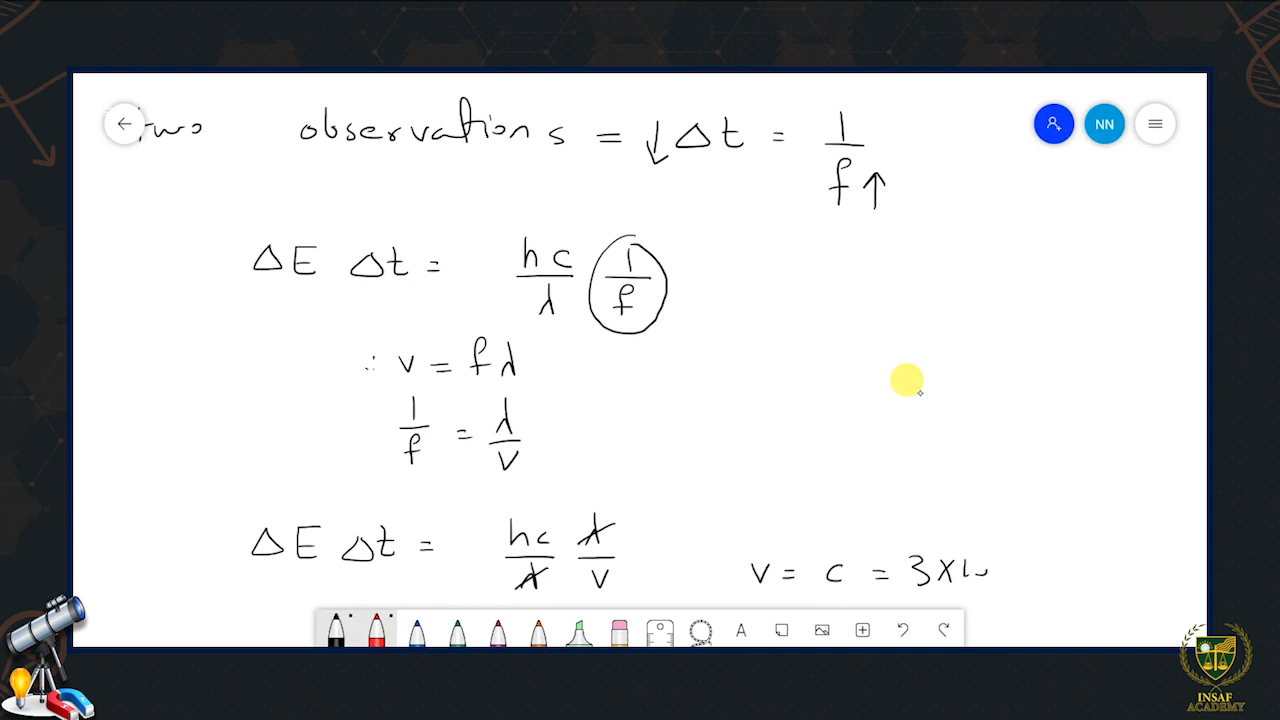 two observations = ↓ Δt = 1/f ↑
NN
ΔE Δt = hc/λ (1/f)
∴ v = fλ
1/f = λ/v
ΔE Δt = hc/λ λ/v
v = c = 3×10
A
INSAF
ACADEMY